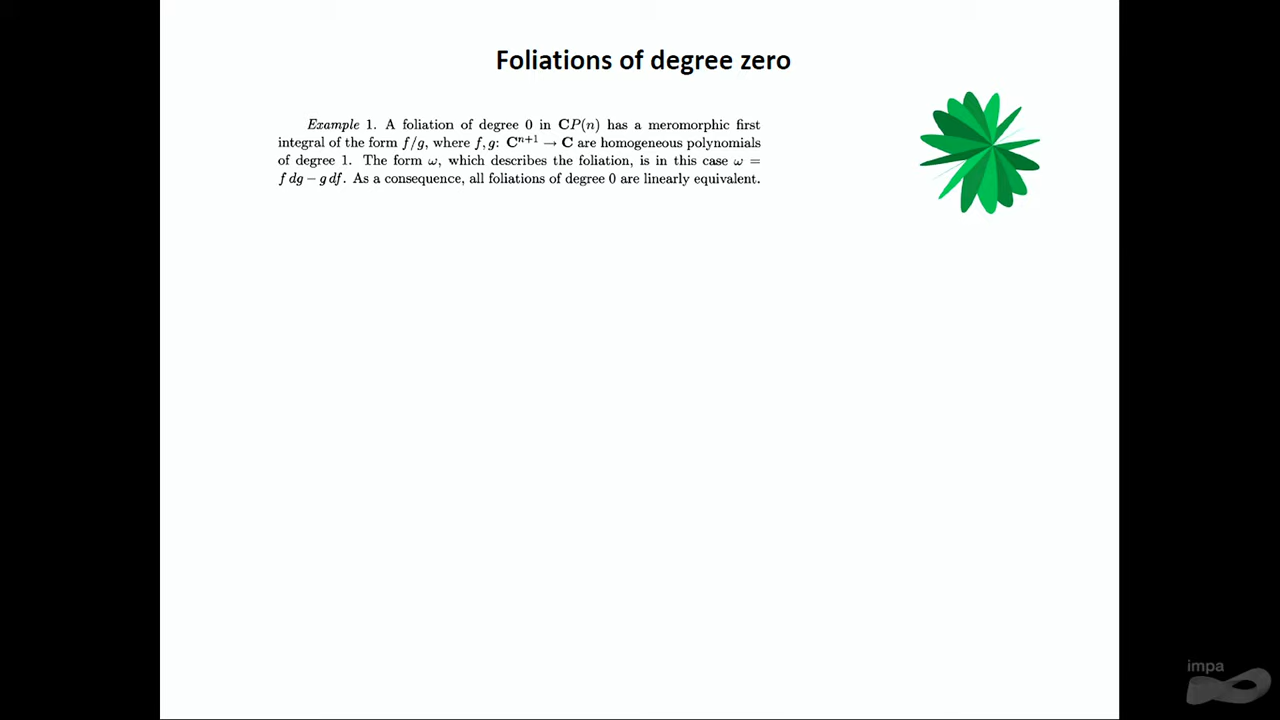 Foliations of degree zero
Example 1. A foliation of degree 0 in CP(n) has a meromorphic first
integral of the form f/g, where f, g: Cⁿ⁺¹ → C are homogeneous polynomials
of degree 1. The form ω, which describes the foliation, is in this case ω =
f dg − g df. As a consequence, all foliations of degree 0 are linearly equivalent.
impa